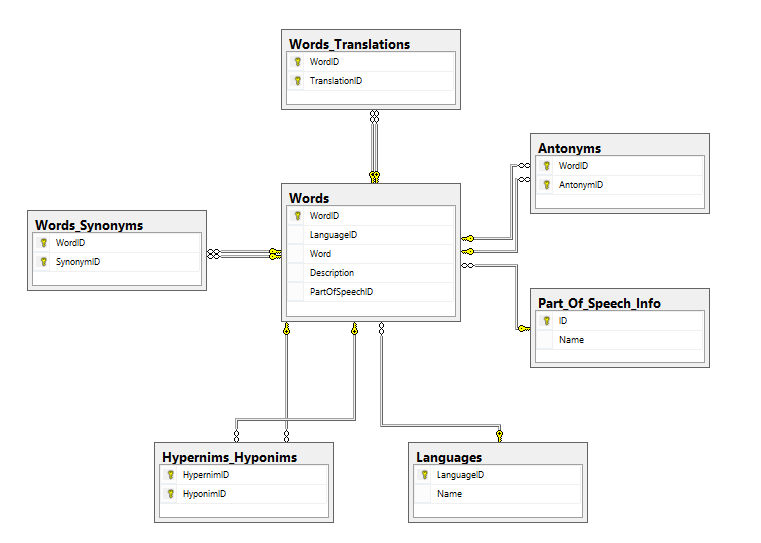 Words_Translations
WordID
TranslationID
Antonyms
WordID
AntonymID
Words
WordID
LanguageID
Word
Description
PartOfSpeechID
Words_Synonyms
WordID
SynonymID
Part_Of_Speech_Info
ID
Name
Hypernims_Hyponims
HypernimID
HyponimID
Languages
LanguageID
Name